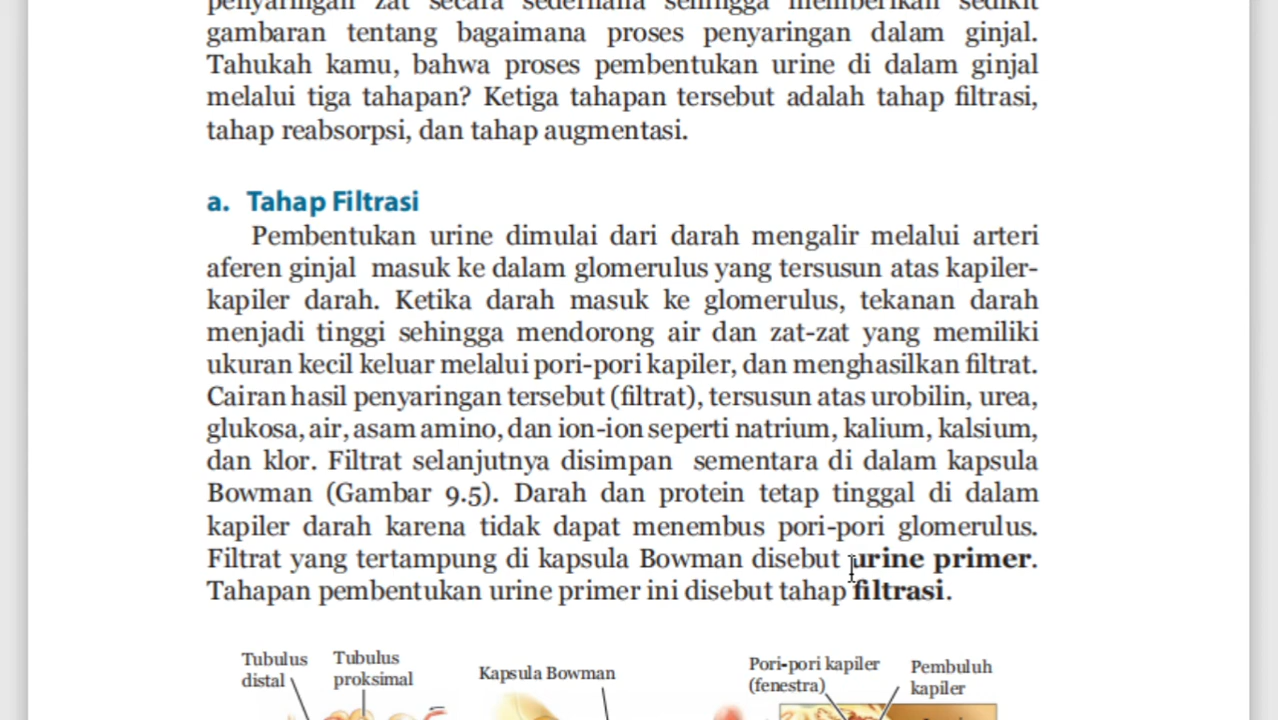 penyaringan zat secara sederhana sehingga memberikan sedikit
gambaran tentang bagaimana proses penyaringan dalam ginjal.
Tahukah kamu, bahwa proses pembentukan urine di dalam ginjal
melalui tiga tahapan? Ketiga tahapan tersebut adalah tahap filtrasi,
tahap reabsorpsi, dan tahap augmentasi.
a. Tahap Filtrasi
Pembentukan urine dimulai dari darah mengalir melalui arteri
aferen ginjal masuk ke dalam glomerulus yang tersusun atas kapiler-
kapiler darah. Ketika darah masuk ke glomerulus, tekanan darah
menjadi tinggi sehingga mendorong air dan zat-zat yang memiliki
ukuran kecil keluar melalui pori-pori kapiler, dan menghasilkan filtrat.
Cairan hasil penyaringan tersebut (filtrat), tersusun atas urobilin, urea,
glukosa, air, asam amino, dan ion-ion seperti natrium, kalium, kalsium,
dan klor. Filtrat selanjutnya disimpan sementara di dalam kapsula
Bowman (Gambar 9.5). Darah dan protein tetap tinggal di dalam
kapiler darah karena tidak dapat menembus pori-pori glomerulus.
Filtrat yang tertampung di kapsula Bowman disebut urine primer.
Tahapan pembentukan urine primer ini disebut tahap filtrasi.
Tubulus
distal
Tubulus
proksimal
Kapsula Bowman
Pori-pori kapiler
(fenestra)
Pembuluh
kapiler